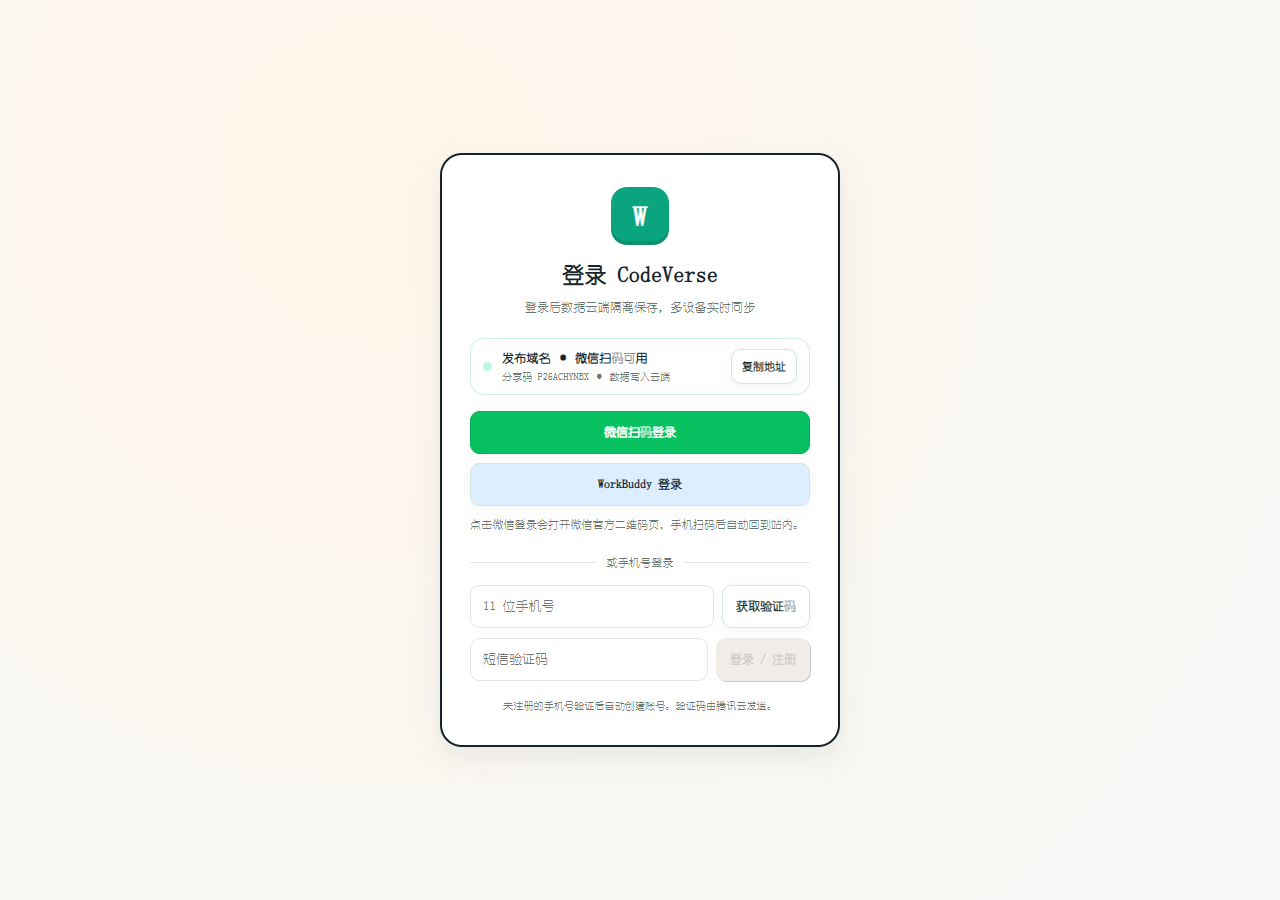 W
登录 CodeVerse
登录后数据云端隔离保存，多设备实时同步
发布域名 • 微信扫码可用
分享码 P26ACHYNBX • 数据写入云端
复制地址
微信扫码登录
WorkBuddy 登录
点击微信登录会打开微信官方二维码页，手机扫码后自动回到站内。
或手机号登录
11 位手机号
获取验证码
短信验证码
登录 / 注册
未注册的手机号验证后自动创建账号。验证码由腾讯云发送。